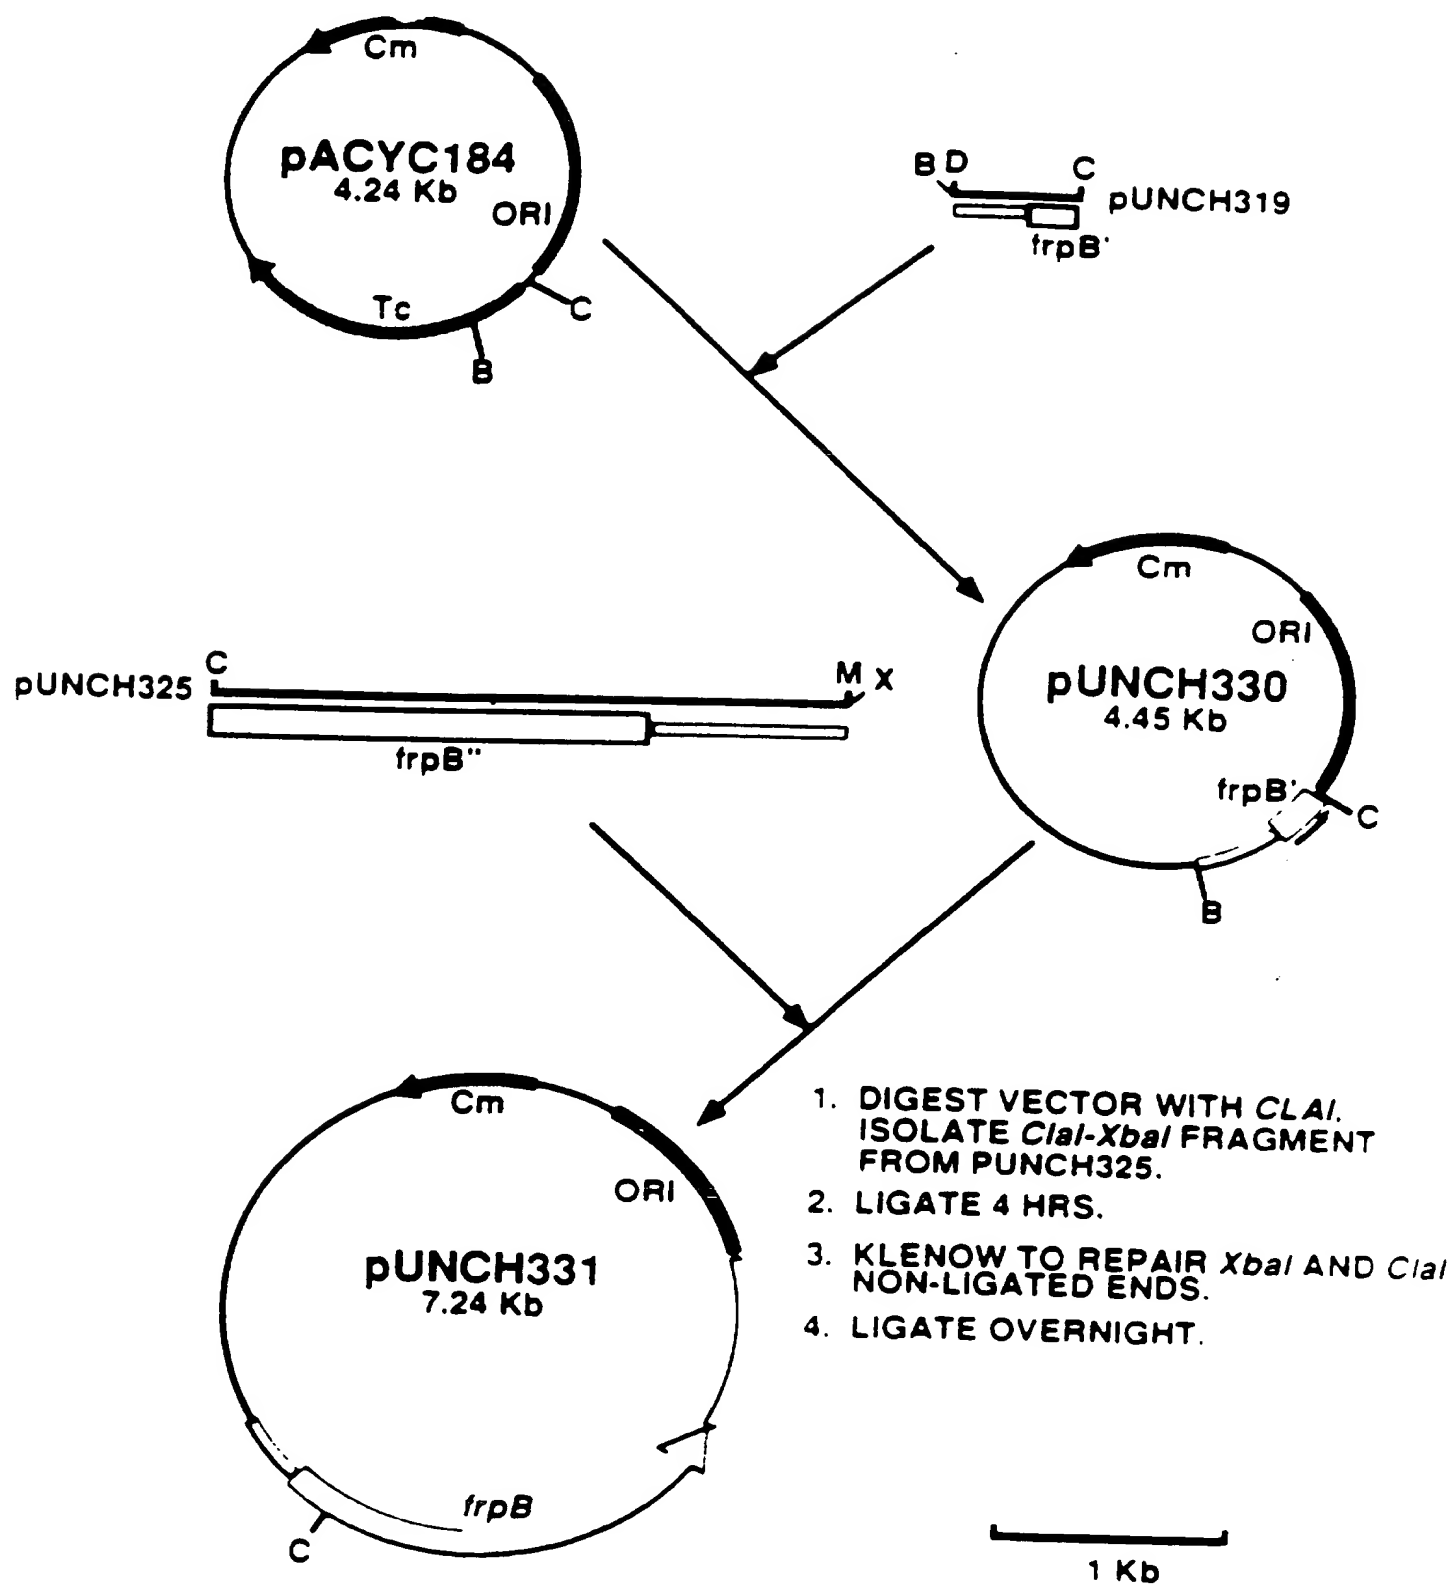 Cm
pACYC184
4.24 Kb
ORI
Tc
C
B
B D
C
pUNCH319
frpB'
Cm
ORI
pUNCH330
4.45 Kb
frpB'
C
B
pUNCH325
C
M X
frpB"
Cm
ORI
pUNCH331
7.24 Kb
frpB
C
1. DIGEST VECTOR WITH CLAI.
ISOLATE ClaI-XbaI FRAGMENT
FROM PUNCH325.
2. LIGATE 4 HRS.
3. KLENOW TO REPAIR XbaI AND ClaI
NON-LIGATED ENDS.
4. LIGATE OVERNIGHT.
1 Kb